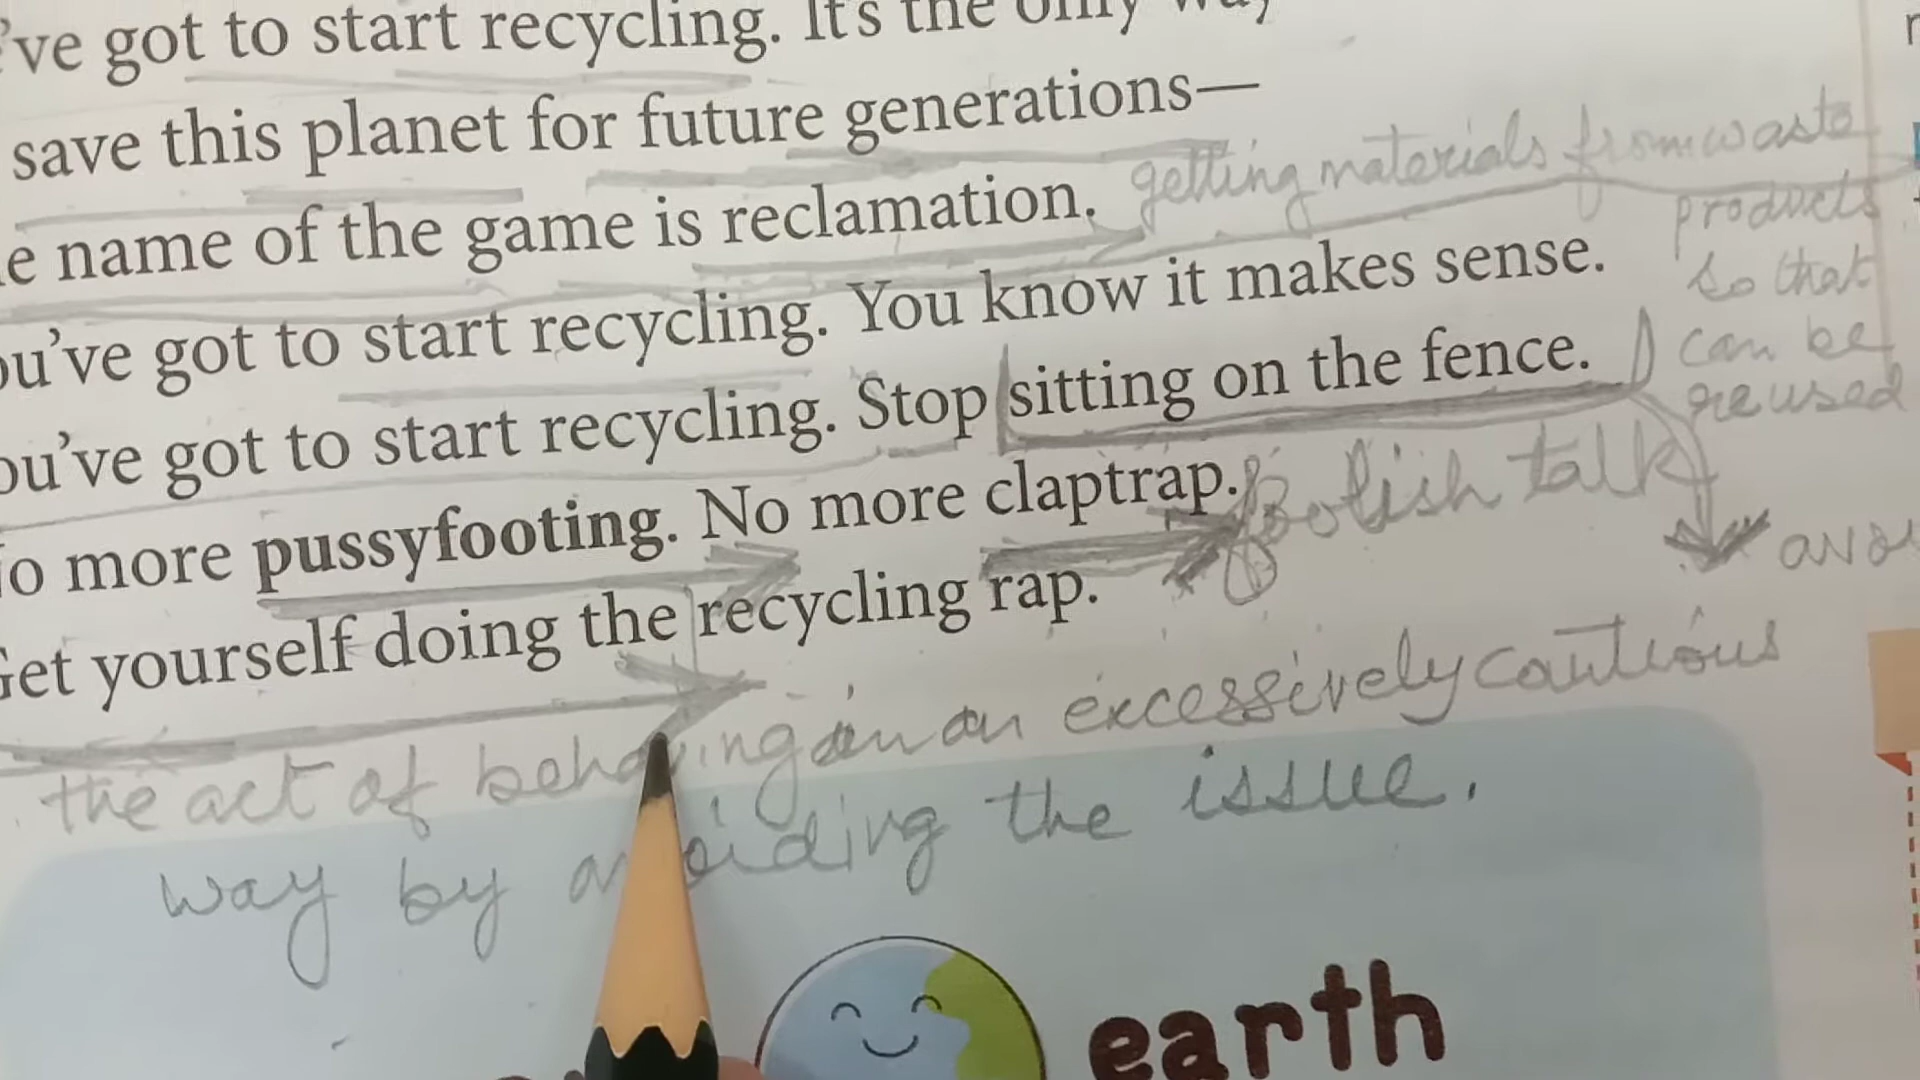 've got to start recycling. It's the only way
save this planet for future generations—
e name of the game is reclamation. getting materials from waste
products
so that
ou've got to start recycling. You know it makes sense.
can be
reused
ou've got to start recycling. Stop sitting on the fence.
o more pussyfooting. No more claptrap. foolish talk
Get yourself doing the recycling rap.
the act of behaving in an excessively cautious
way by avoiding the issue.
earth